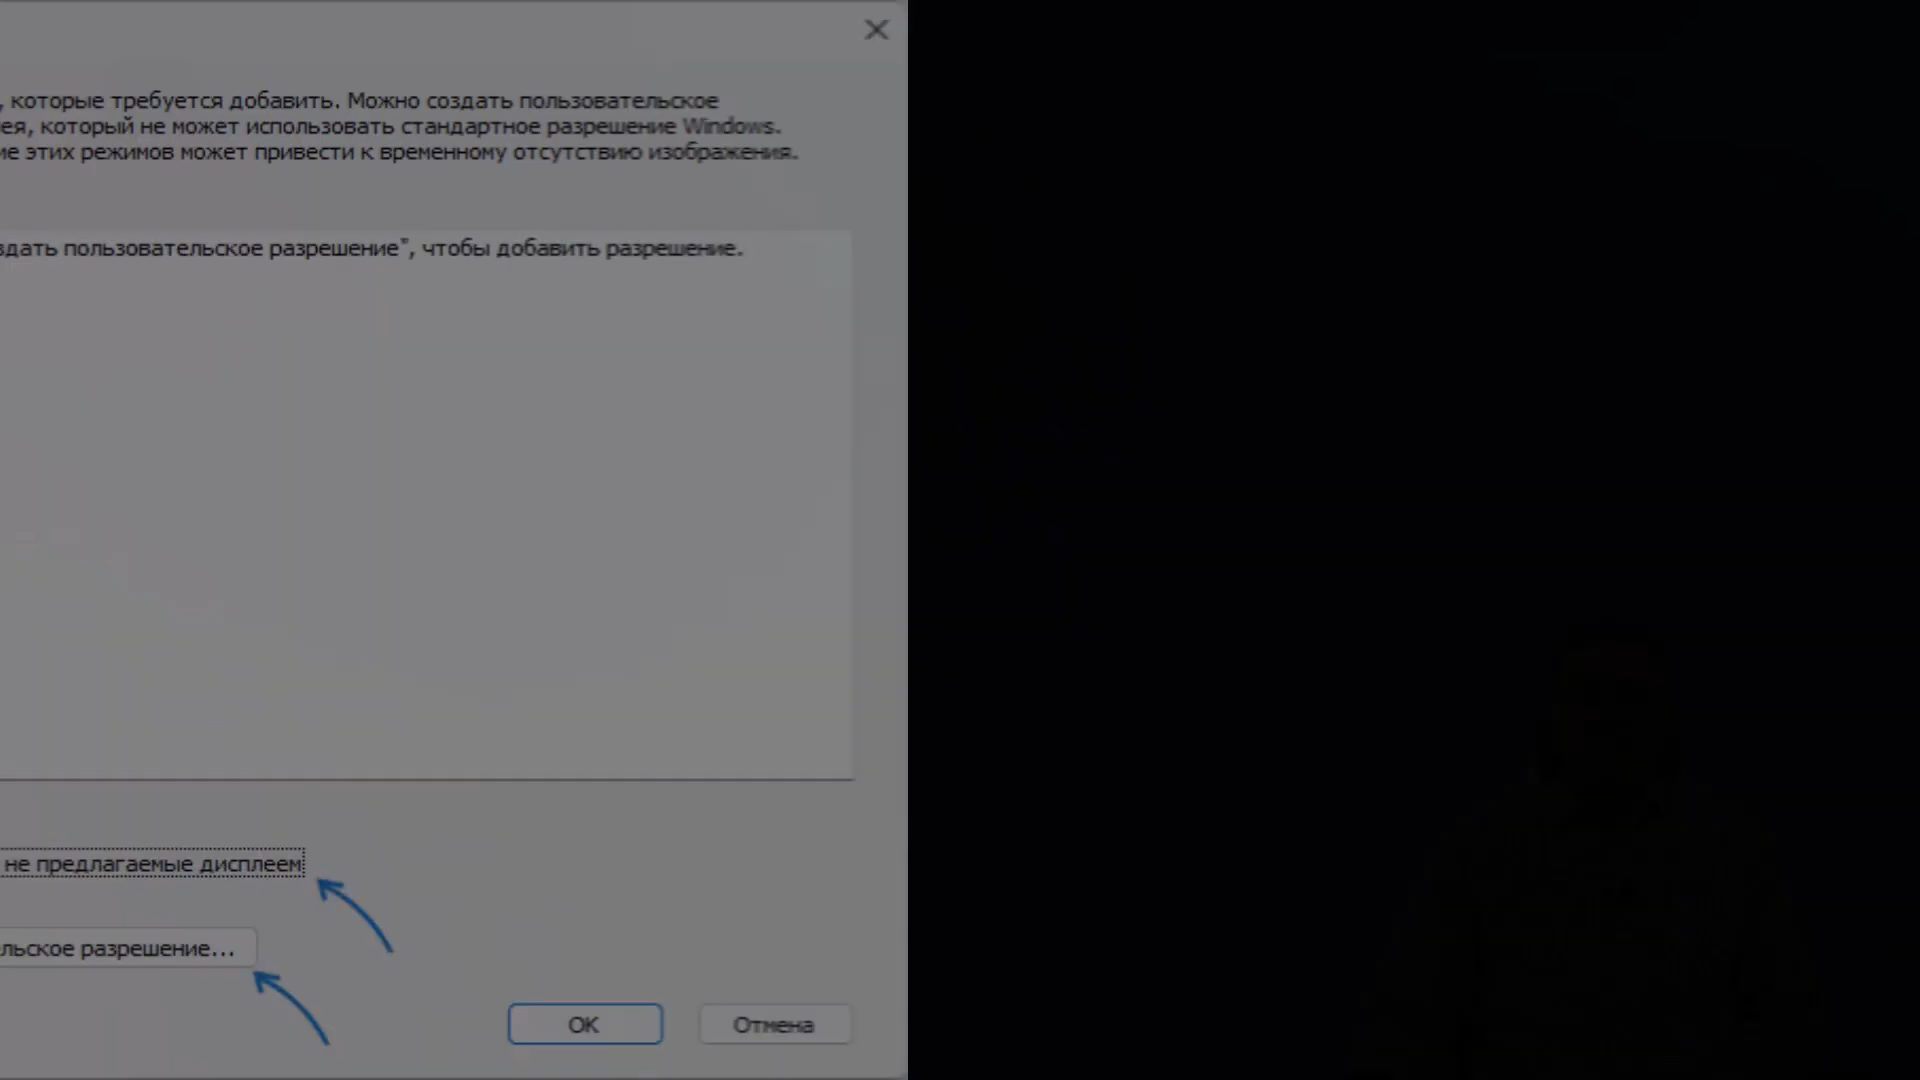 , которые требуется добавить. Можно создать пользовательское
ея, который не может использовать стандартное разрешение Windows.
ие этих режимов может привести к временному отсутствию изображения.
здать пользовательское разрешение", чтобы добавить разрешение.
не предлагаемые дисплеем
льское разрешение...
OK
Отмена